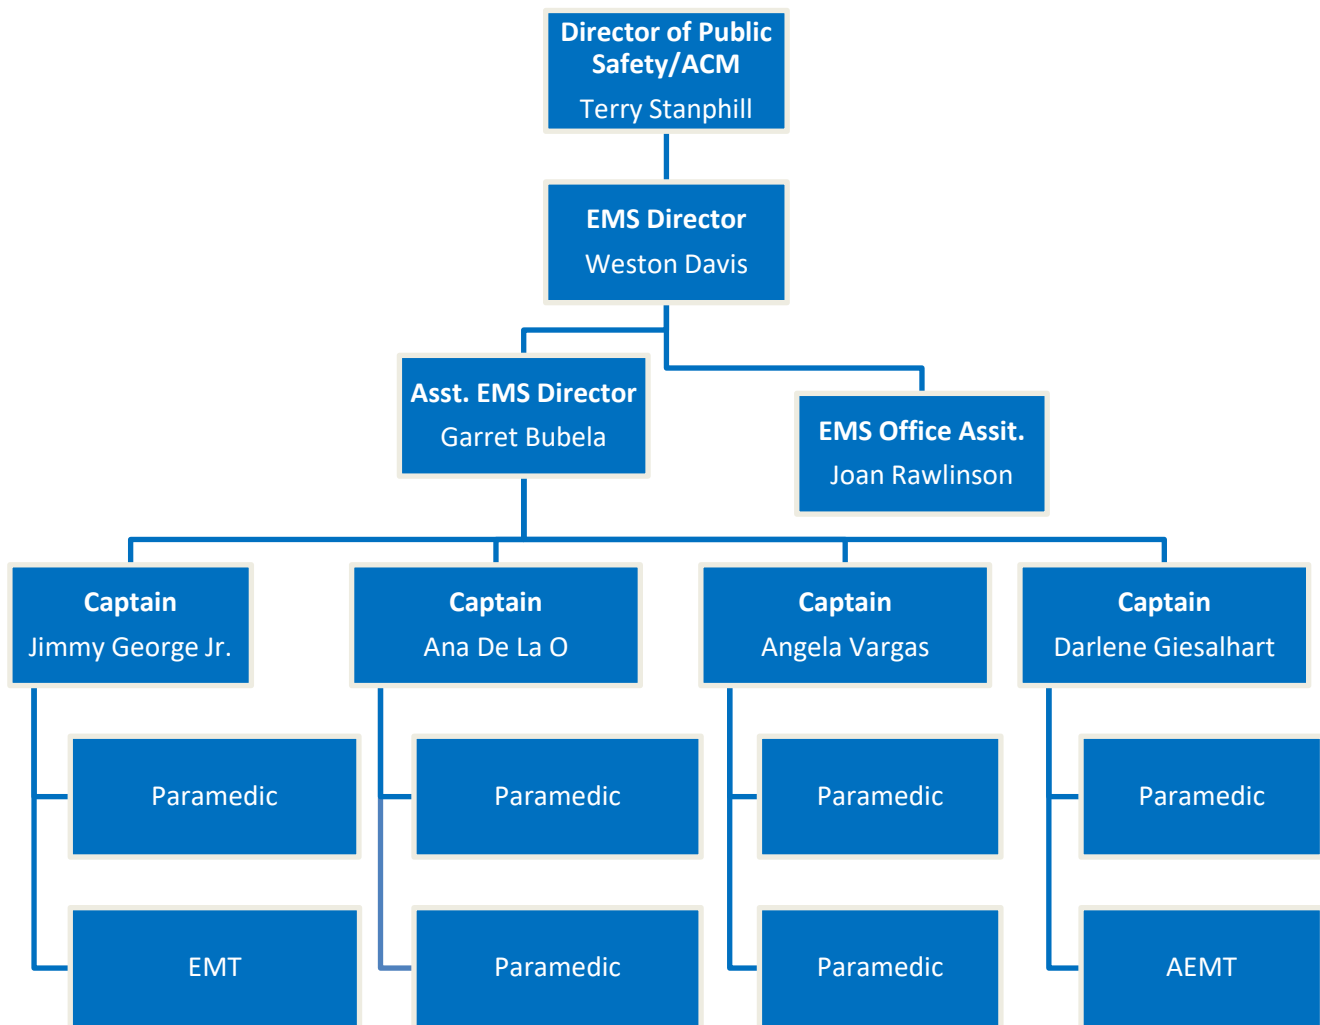 Director of Public
Safety/ACM
Terry Stanphill
EMS Director
Weston Davis
Asst. EMS Director
Garret Bubela
EMS Office Assit.
Joan Rawlinson
Captain
Jimmy George Jr.
Captain
Ana De La O
Captain
Angela Vargas
Captain
Darlene Giesalhart
Paramedic
Paramedic
Paramedic
Paramedic
EMT
Paramedic
Paramedic
AEMT